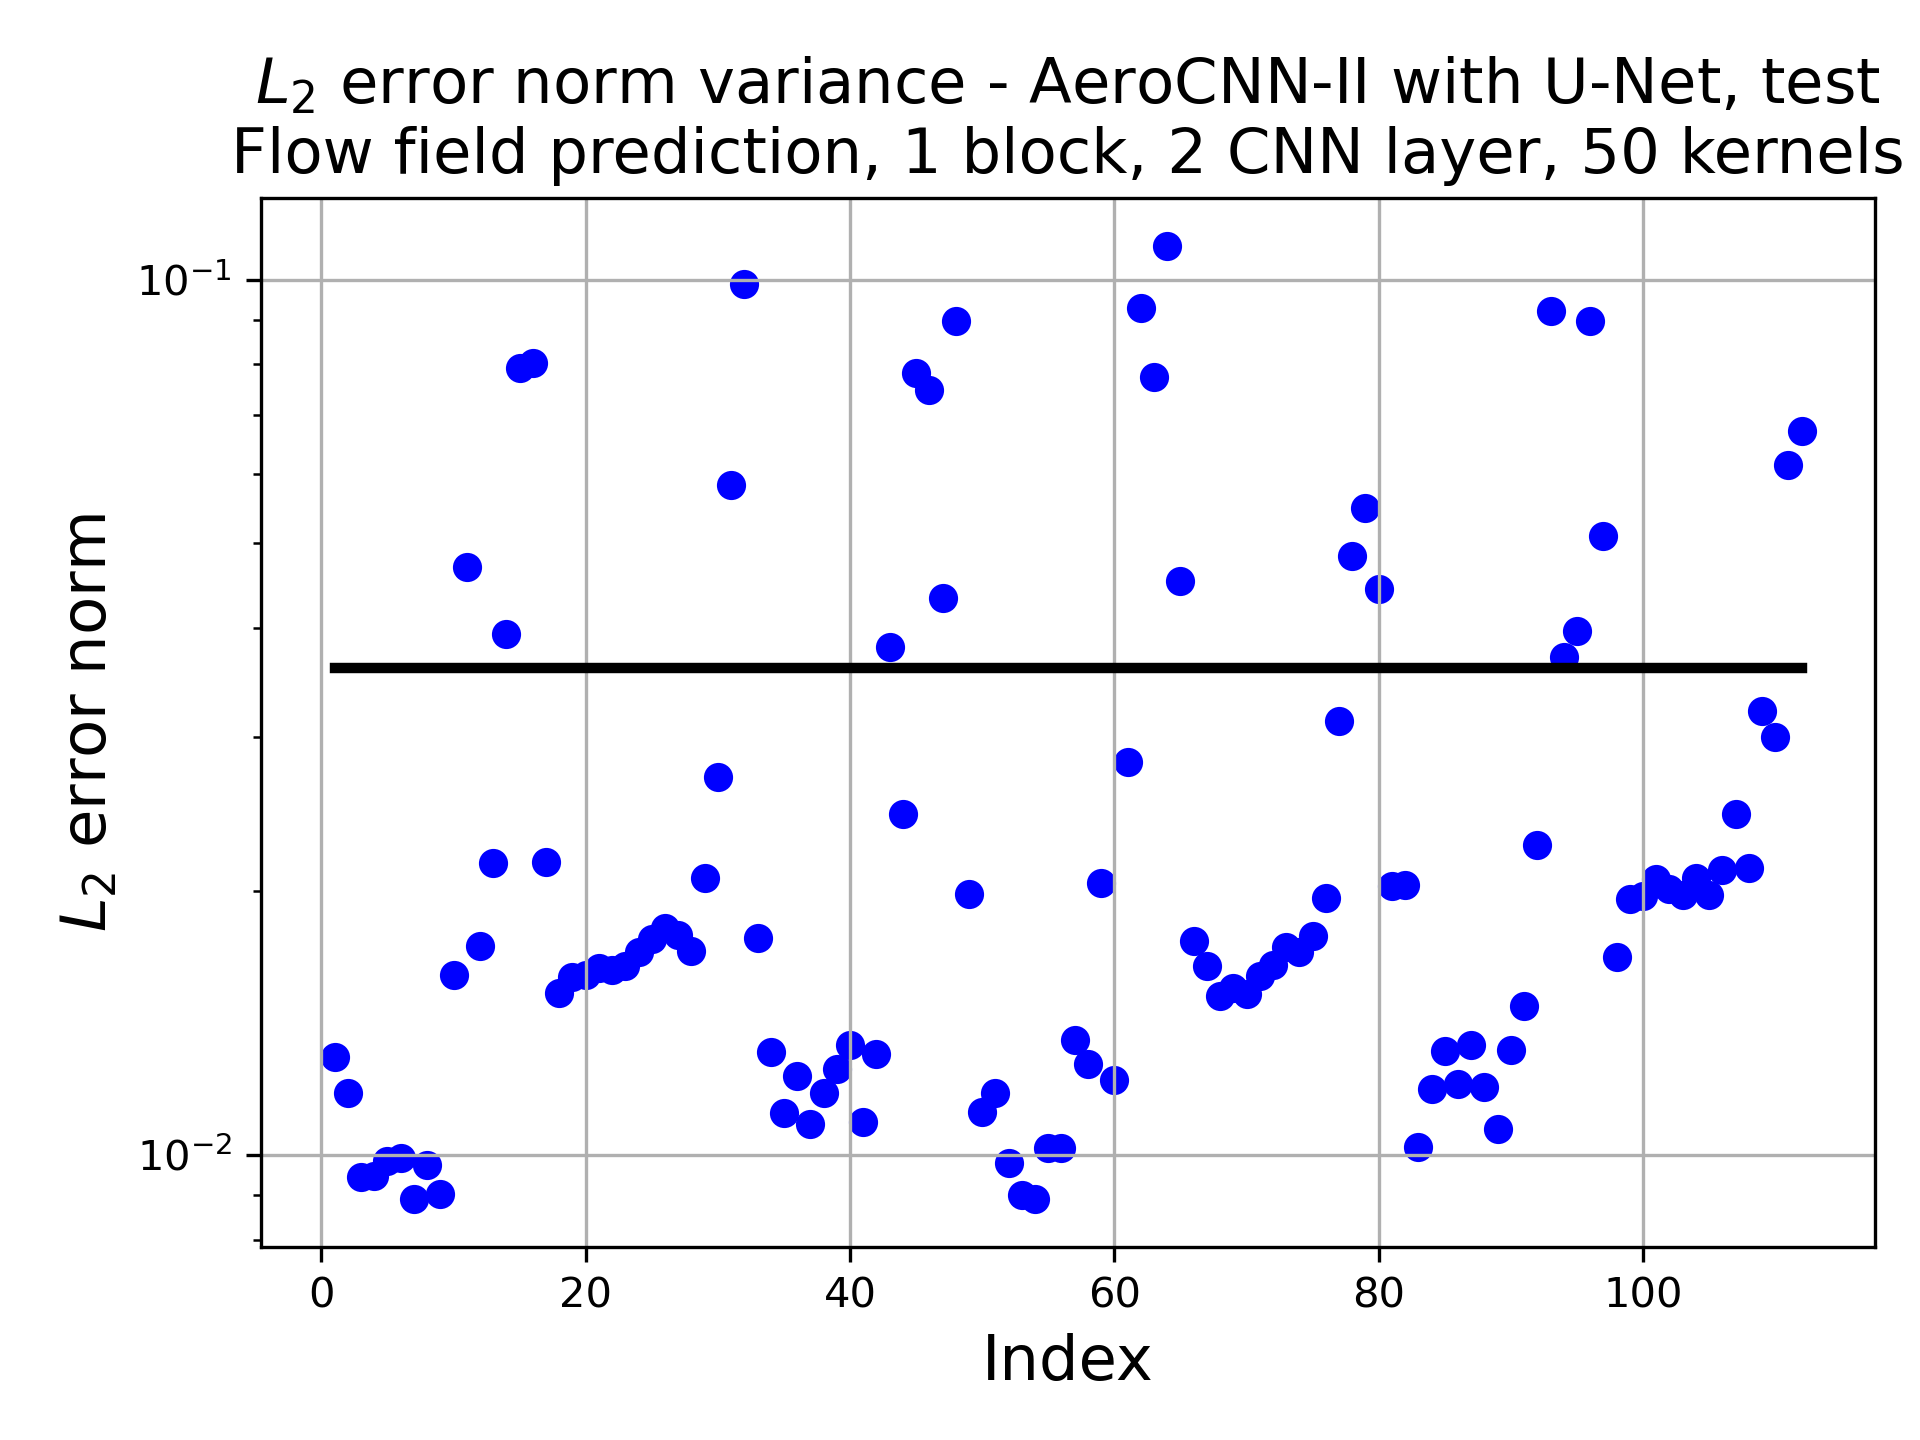 L₂ error norm variance - AeroCNN-II with U-Net, test
Flow field prediction, 1 block, 2 CNN layer, 50 kernels
L₂ error norm
10⁻¹
10⁻²
0 20 40 60 80 100
Index